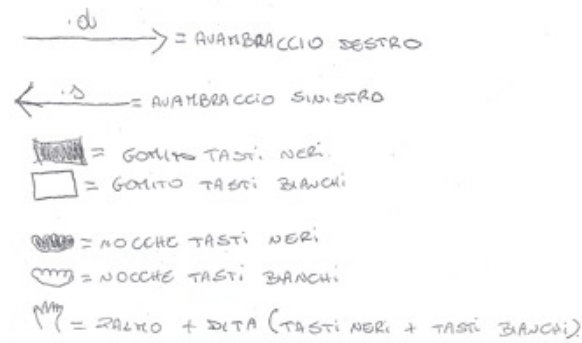 .d
= AVAMBRACCIO DESTRO
.s
= AVAMBRACCIO SINISTRO
= GOMITO TASTI NERI.
= GOMITO TASTI BIANCHI
= NOCCHE TASTI NERI
= NOCCHE TASTI BIANCHI
= PALMO + DITA (TASTI NERI + TASTI BIANCHI).